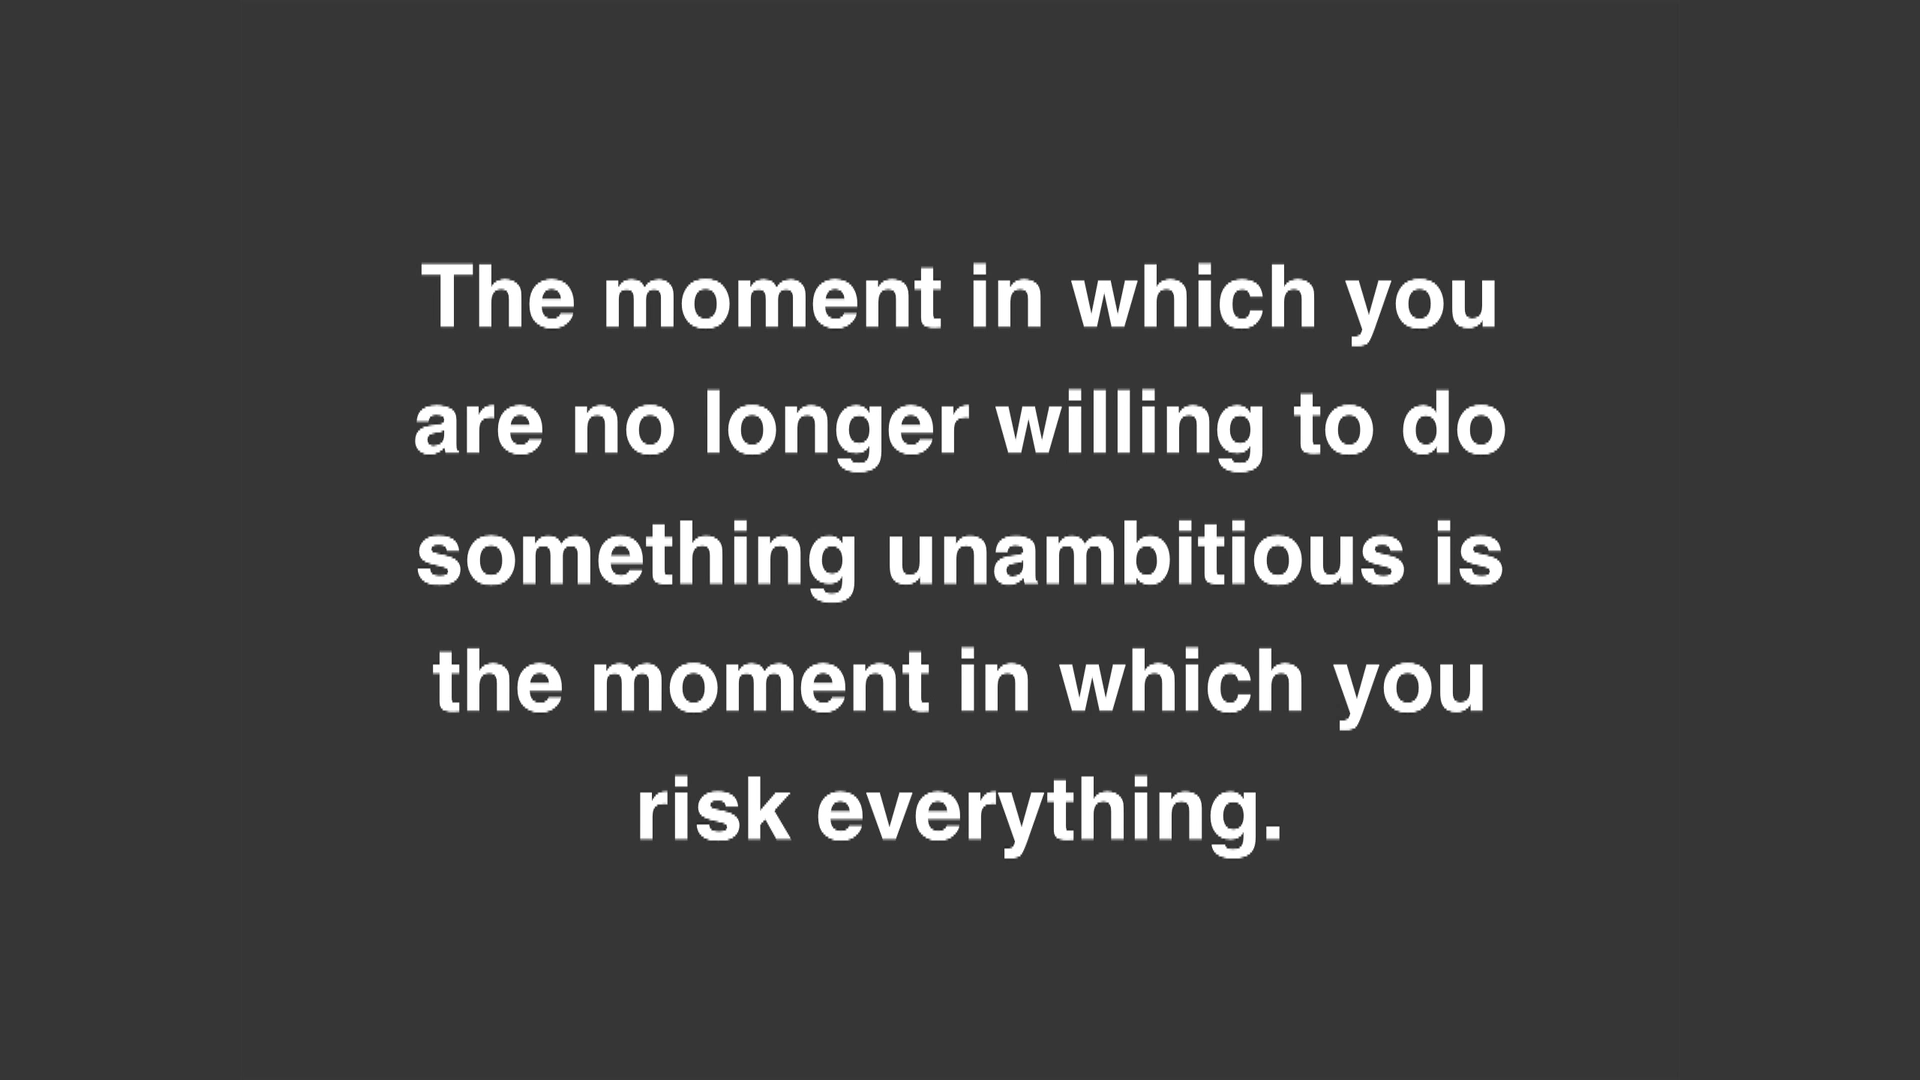 The moment in which you
are no longer willing to do
something unambitious is
the moment in which you
risk everything.